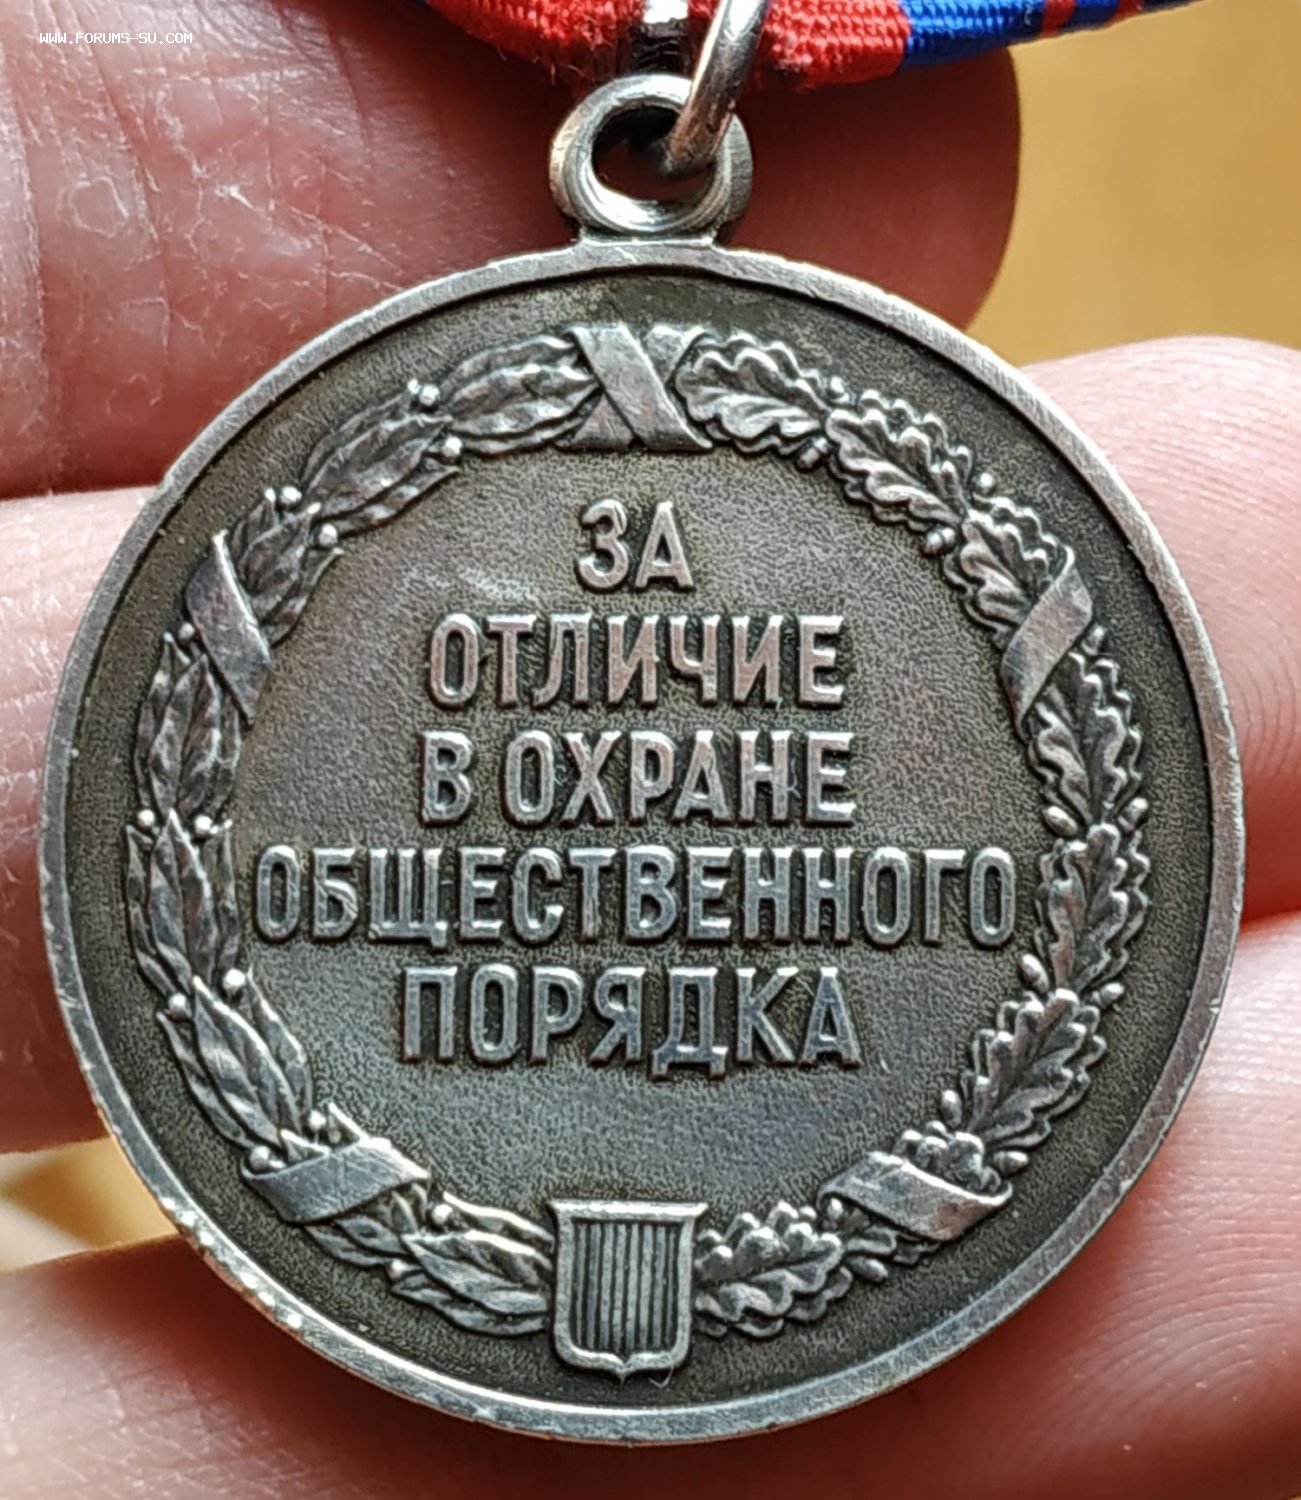 WWW.FORUMS-SU.COM
ЗА
ОТЛИЧИЕ
В ОХРАНЕ
ОБЩЕСТВЕННОГО
ПОРЯДКА